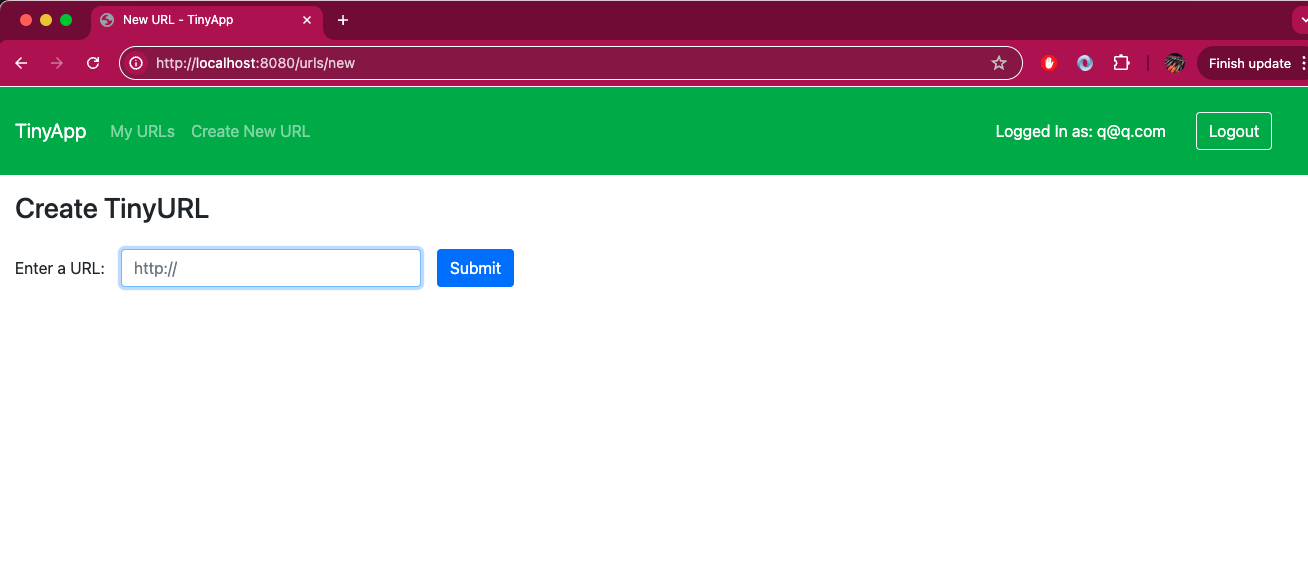 New URL - TinyApp
http://localhost:8080/urls/new
Finish update
TinyApp My URLs Create New URL Logged In as: q@q.com Logout
Create TinyURL
Enter a URL: http:// Submit